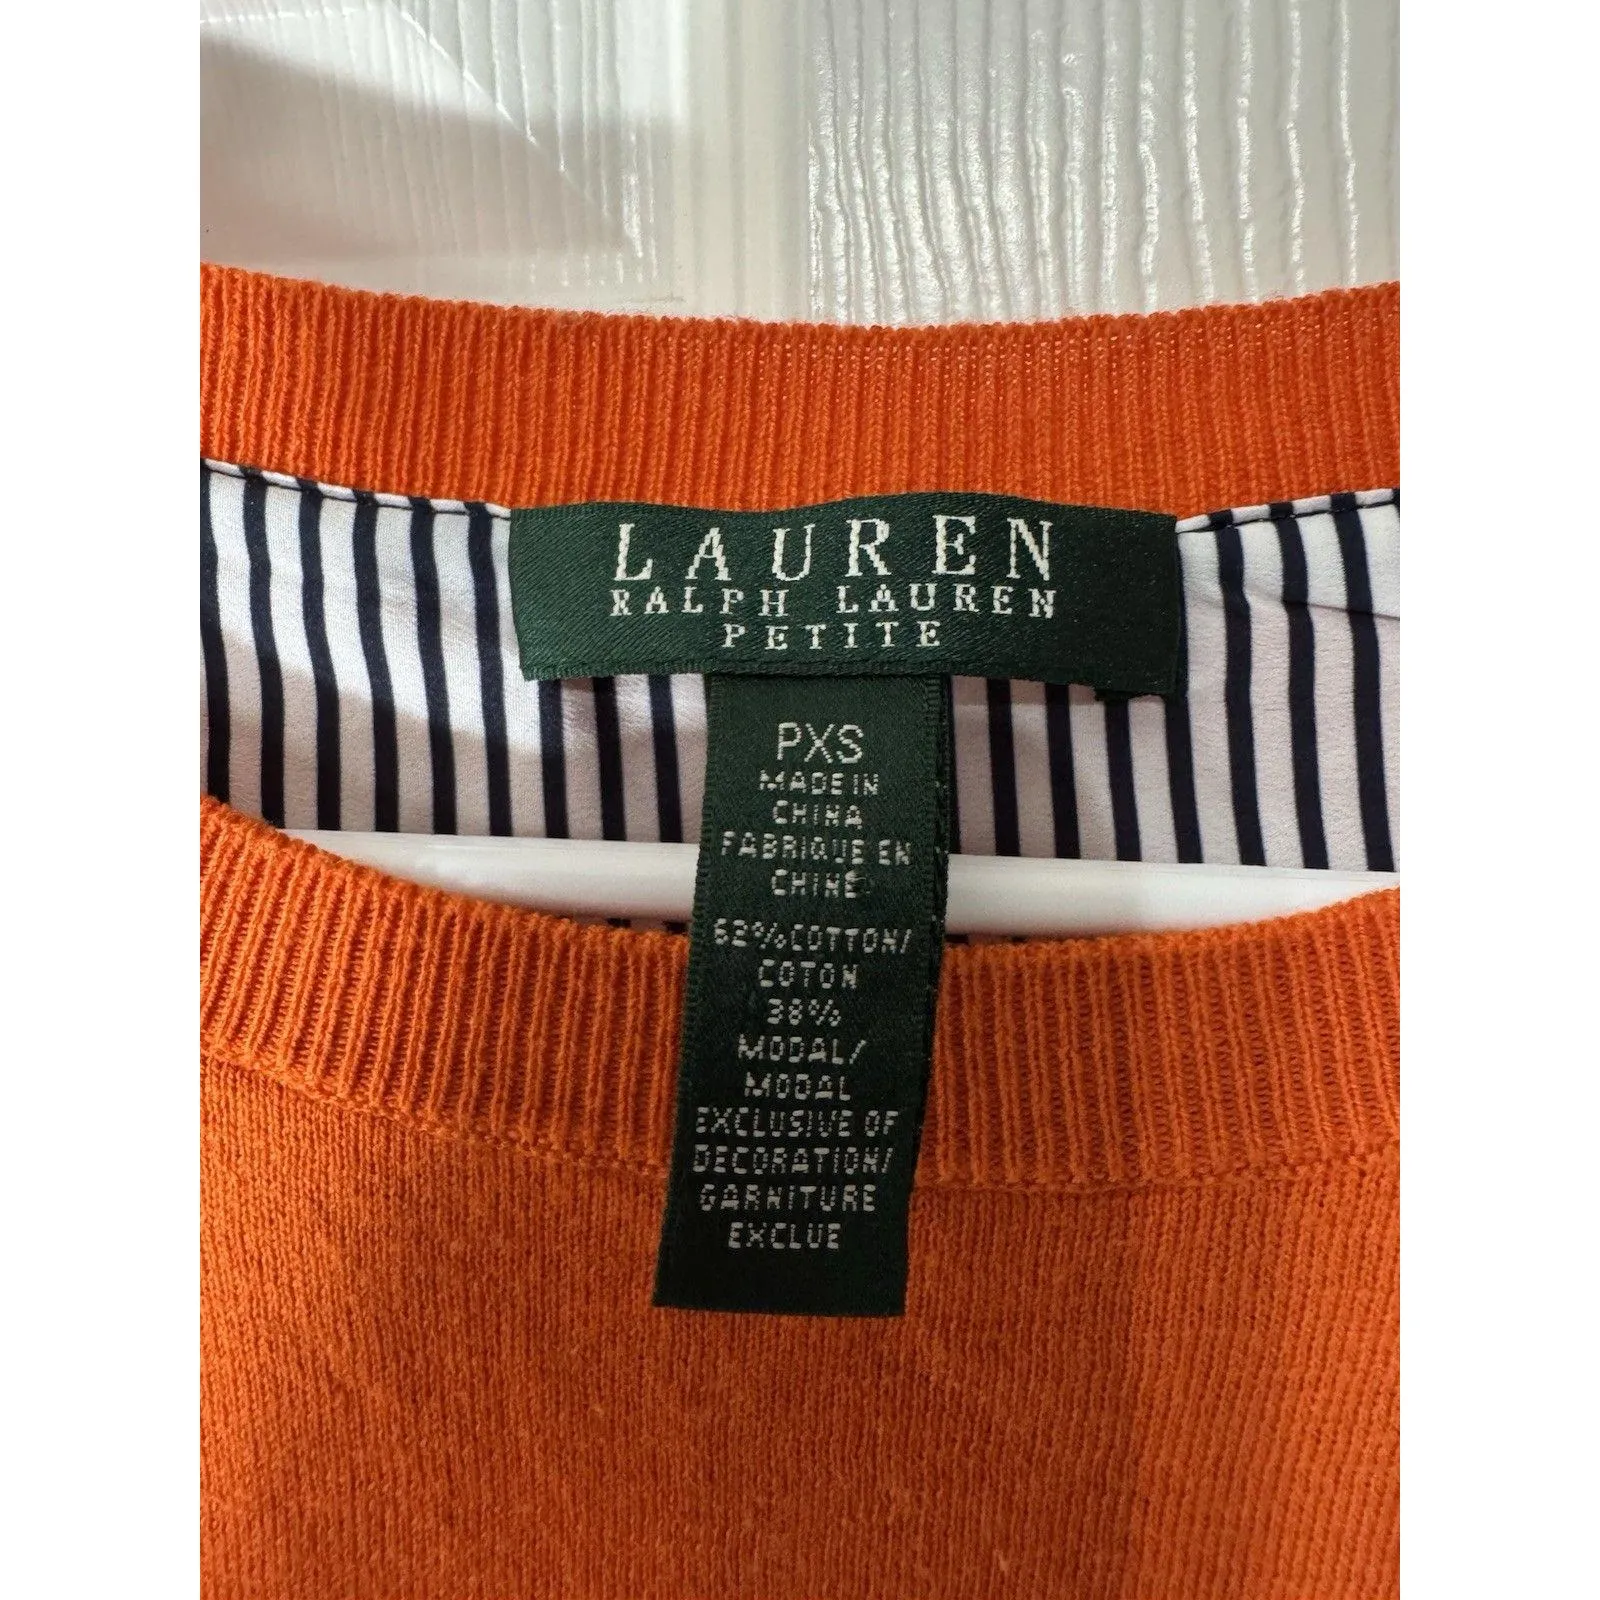 LAUREN
RALPH LAUREN
PETITE
PXS
MADE IN
CHINA
FABRIQUE EN
CHINE
62% COTTON/
COTON
38%
MODAL/
MODAL
EXCLUSIVE OF
DECORATION/
GARNITURE
EXCLUE